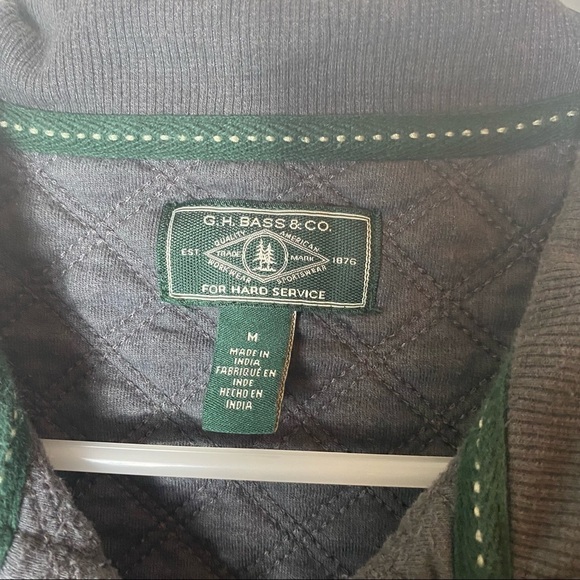 G.H. BASS & CO.
QUALITY AMERICAN
EST. TRADE MARK 1876
WORKWEAR SPORTSWEAR
FOR HARD SERVICE
M
MADE IN
INDIA
FABRIQUÉ EN
INDE
HECHO EN
INDIA